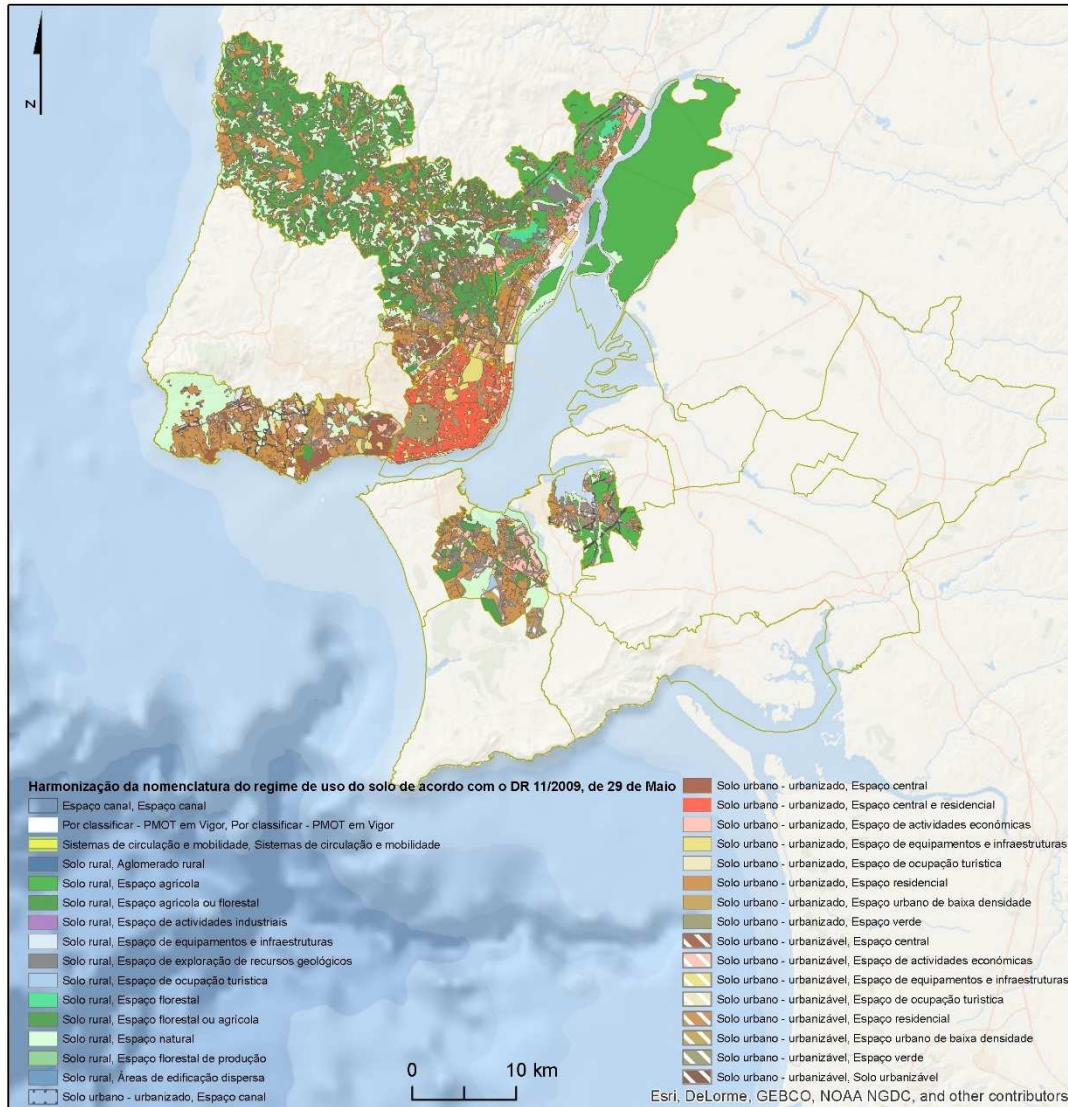 N
Harmonização da nomenclatura do regime de uso do solo de acordo com o DR 11/2009, de 29 de Maio
Espaço canal, Espaço canal
Por classificar - PMOT em Vigor, Por classificar - PMOT em Vigor
Sistemas de circulação e mobilidade, Sistemas de circulação e mobilidade
Solo rural, Aglomerado rural
Solo rural, Espaço agrícola
Solo rural, Espaço agrícola ou florestal
Solo rural, Espaço de actividades industriais
Solo rural, Espaço de equipamentos e infraestruturas
Solo rural, Espaço de exploração de recursos geológicos
Solo rural, Espaço de ocupação turística
Solo rural, Espaço florestal
Solo rural, Espaço florestal ou agrícola
Solo rural, Espaço natural
Solo rural, Espaço florestal de produção
Solo rural, Áreas de edificação dispersa
Solo urbano - urbanizado, Espaço canal
Solo urbano - urbanizado, Espaço central
Solo urbano - urbanizado, Espaço central e residencial
Solo urbano - urbanizado, Espaço de actividades económicas
Solo urbano - urbanizado, Espaço de equipamentos e infraestruturas
Solo urbano - urbanizado, Espaço de ocupação turística
Solo urbano - urbanizado, Espaço residencial
Solo urbano - urbanizado, Espaço urbano de baixa densidade
Solo urbano - urbanizado, Espaço verde
Solo urbano - urbanizável, Espaço central
Solo urbano - urbanizável, Espaço de actividades económicas
Solo urbano - urbanizável, Espaço de equipamentos e infraestruturas
Solo urbano - urbanizável, Espaço de ocupação turística
Solo urbano - urbanizável, Espaço residencial
Solo urbano - urbanizável, Espaço urbano de baixa densidade
Solo urbano - urbanizável, Espaço verde
Solo urbano - urbanizável, Solo urbanizável
0 10 km
Esri, DeLorme, GEBCO, NOAA NGDC, and other contributors